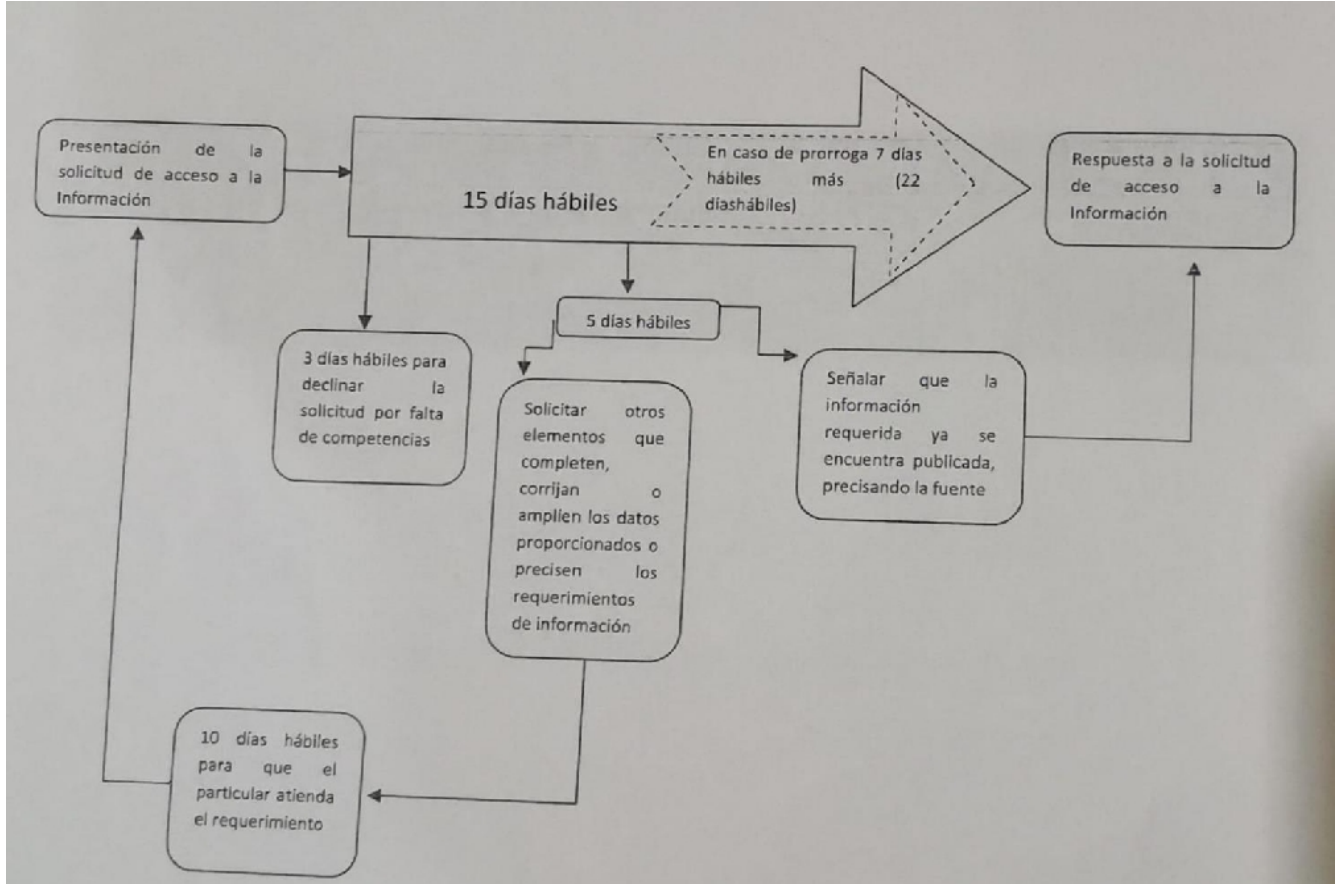 Presentación de la
solicitud de acceso a la
Información
15 días hábiles
En caso de prorroga 7 días
hábiles más (22
díashábiles)
Respuesta a la solicitud
de acceso a la
Información
3 días hábiles para
declinar la
solicitud por falta
de competencias
5 días hábiles
Solicitar otros
elementos que
completen,
corrijan o
amplien los datos
proporcionados o
precisen los
requerimientos
de información
Señalar que la
información
requerida ya se
encuentra publicada,
precisando la fuente
10 días hábiles
para que el
particular atienda
el requerimiento